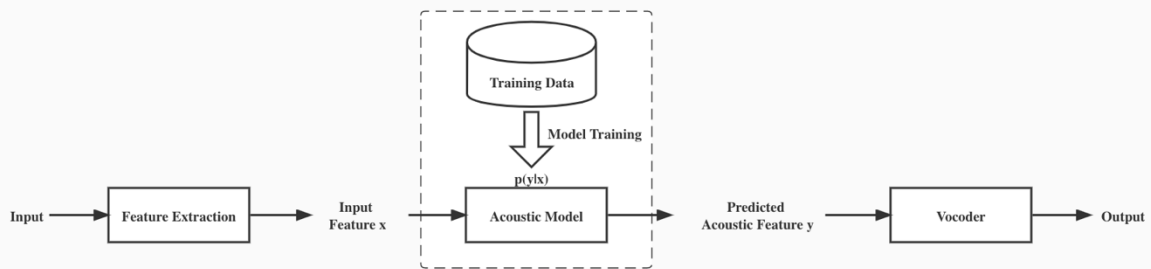 Training Data
Model Training
p(y|x)
Input
Feature Extraction
Input
Feature x
Acoustic Model
Predicted
Acoustic Feature y
Vocoder
Output